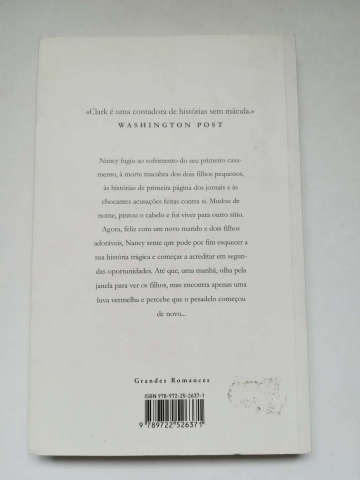 «Clark é uma contadora de histórias sem mácula.»
WASHINGTON POST
Nancy fugiu ao sofrimento do seu primeiro casa-
mento, à morte macabra dos dois filhos pequenos,
às histórias de primeira página dos jornais e às
chocantes acusações feitas contra si. Mudou de
nome, pintou o cabelo e foi viver para outro sítio.
Agora, feliz com um novo marido e dois filhos
adoráveis, Nancy sente que pode por fim esquecer a
sua história trágica e começar a acreditar em segun-
das oportunidades. Até que, uma manhã, olha pela
janela para ver os filhos, mas encontra apenas uma
luva vermelha e percebe que o pesadelo começou
de novo...
Grandes Romances
ISBN 978-972-25-2637-1
9 789722 526371